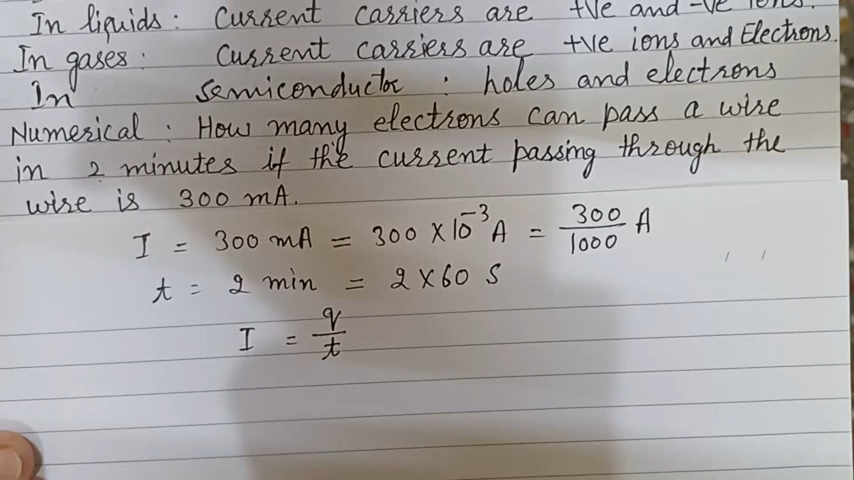 In liquids: Current carriers are +ve and -ve ions.
In gases: Current carriers are +ve ions and Electrons.
In semiconductor: holes and electrons
Numerical: How many electrons can pass a wire
in 2 minutes if the current passing through the
wire is 300 mA.
I = 300 mA = 300 × 10⁻³ A = 300/1000 A
t = 2 min = 2×60 S
I = q/t